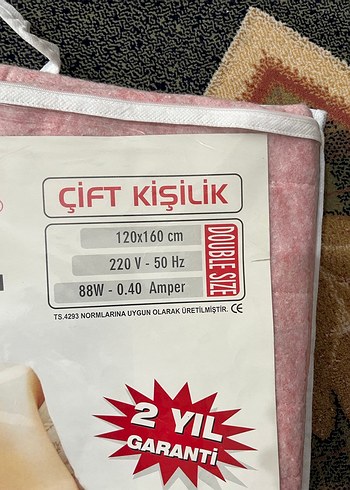 ÇİFT KİŞİLİK
120x160 cm
220 V - 50 Hz
88W - 0.40 Amper
DOUBLE SIZE
TS.4293 NORMLARINA UYGUN OLARAK ÜRETİLMİŞTİR. CE
2 YIL
GARANTİ